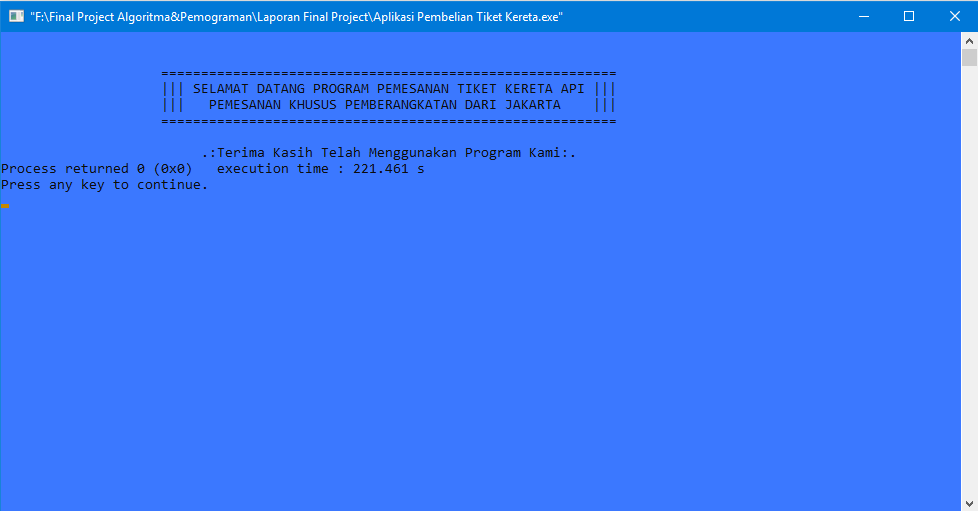 "F:\Final Project Algoritma&Pemograman\Laporan Final Project\Aplikasi Pembelian Tiket Kereta.exe"
=========================================================
||| SELAMAT DATANG PROGRAM PEMESANAN TIKET KERETA API |||
|||   PEMESANAN KHUSUS PEMBERANGKATAN DARI JAKARTA    |||
=========================================================
.:Terima Kasih Telah Menggunakan Program Kami:.
Process returned 0 (0x0)   execution time : 221.461 s
Press any key to continue.